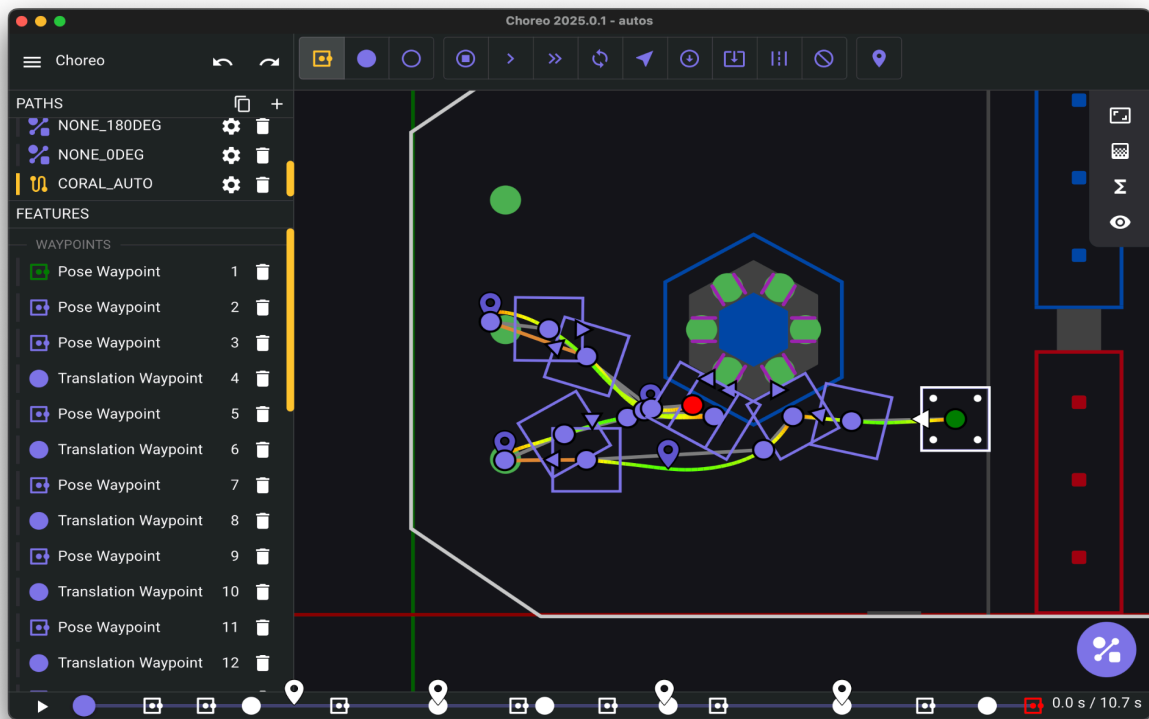 Choreo 2025.0.1 - autos
Choreo
PATHS
NONE_180DEG
NONE_0DEG
CORAL_AUTO
FEATURES
WAYPOINTS
Pose Waypoint 1
Pose Waypoint 2
Pose Waypoint 3
Translation Waypoint 4
Pose Waypoint 5
Translation Waypoint 6
Pose Waypoint 7
Translation Waypoint 8
Pose Waypoint 9
Translation Waypoint 10
Pose Waypoint 11
Translation Waypoint 12
0.0 s / 10.7 s